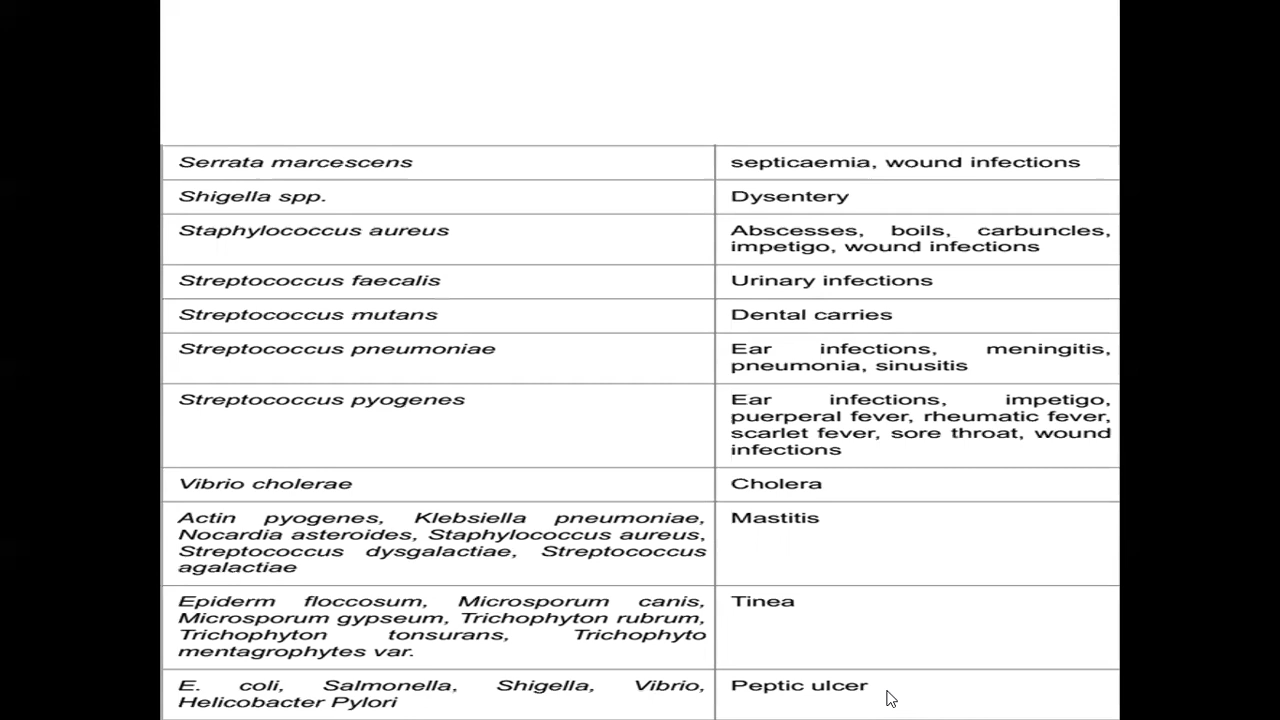 Serrata marcescens
septicaemia, wound infections
Shigella spp.
Dysentery
Staphylococcus aureus
Abscesses, boils, carbuncles,
impetigo, wound infections
Streptococcus faecalis
Urinary infections
Streptococcus mutans
Dental carries
Streptococcus pneumoniae
Ear infections, meningitis,
pneumonia, sinusitis
Streptococcus pyogenes
Ear infections, impetigo,
puerperal fever, rheumatic fever,
scarlet fever, sore throat, wound
infections
Vibrio cholerae
Cholera
Actin pyogenes, Klebsiella pneumoniae,
Nocardia asteroides, Staphylococcus aureus,
Streptococcus dysgalactiae, Streptococcus
agalactiae
Mastitis
Epiderm floccosum, Microsporum canis,
Microsporum gypseum, Trichophyton rubrum,
Trichophyton tonsurans, Trichophyto
mentagrophytes var.
Tinea
E. coli, Salmonella, Shigella, Vibrio,
Helicobacter Pylori
Peptic ulcer